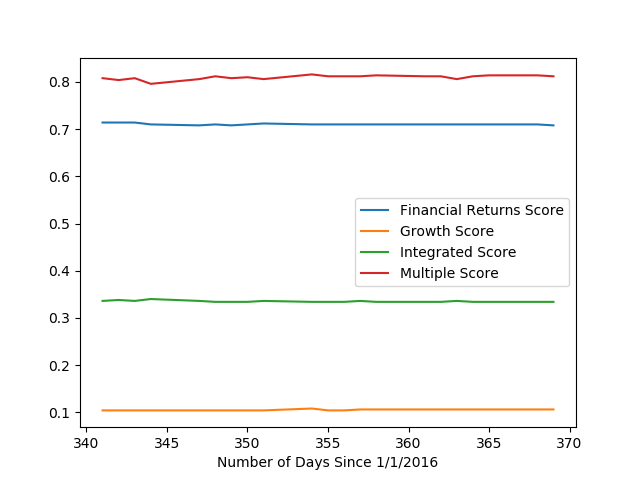 0.8
0.7
0.6
0.5
0.4
0.3
0.2
0.1
Financial Returns Score
Growth Score
Integrated Score
Multiple Score
340 345 350 355 360 365 370
Number of Days Since 1/1/2016